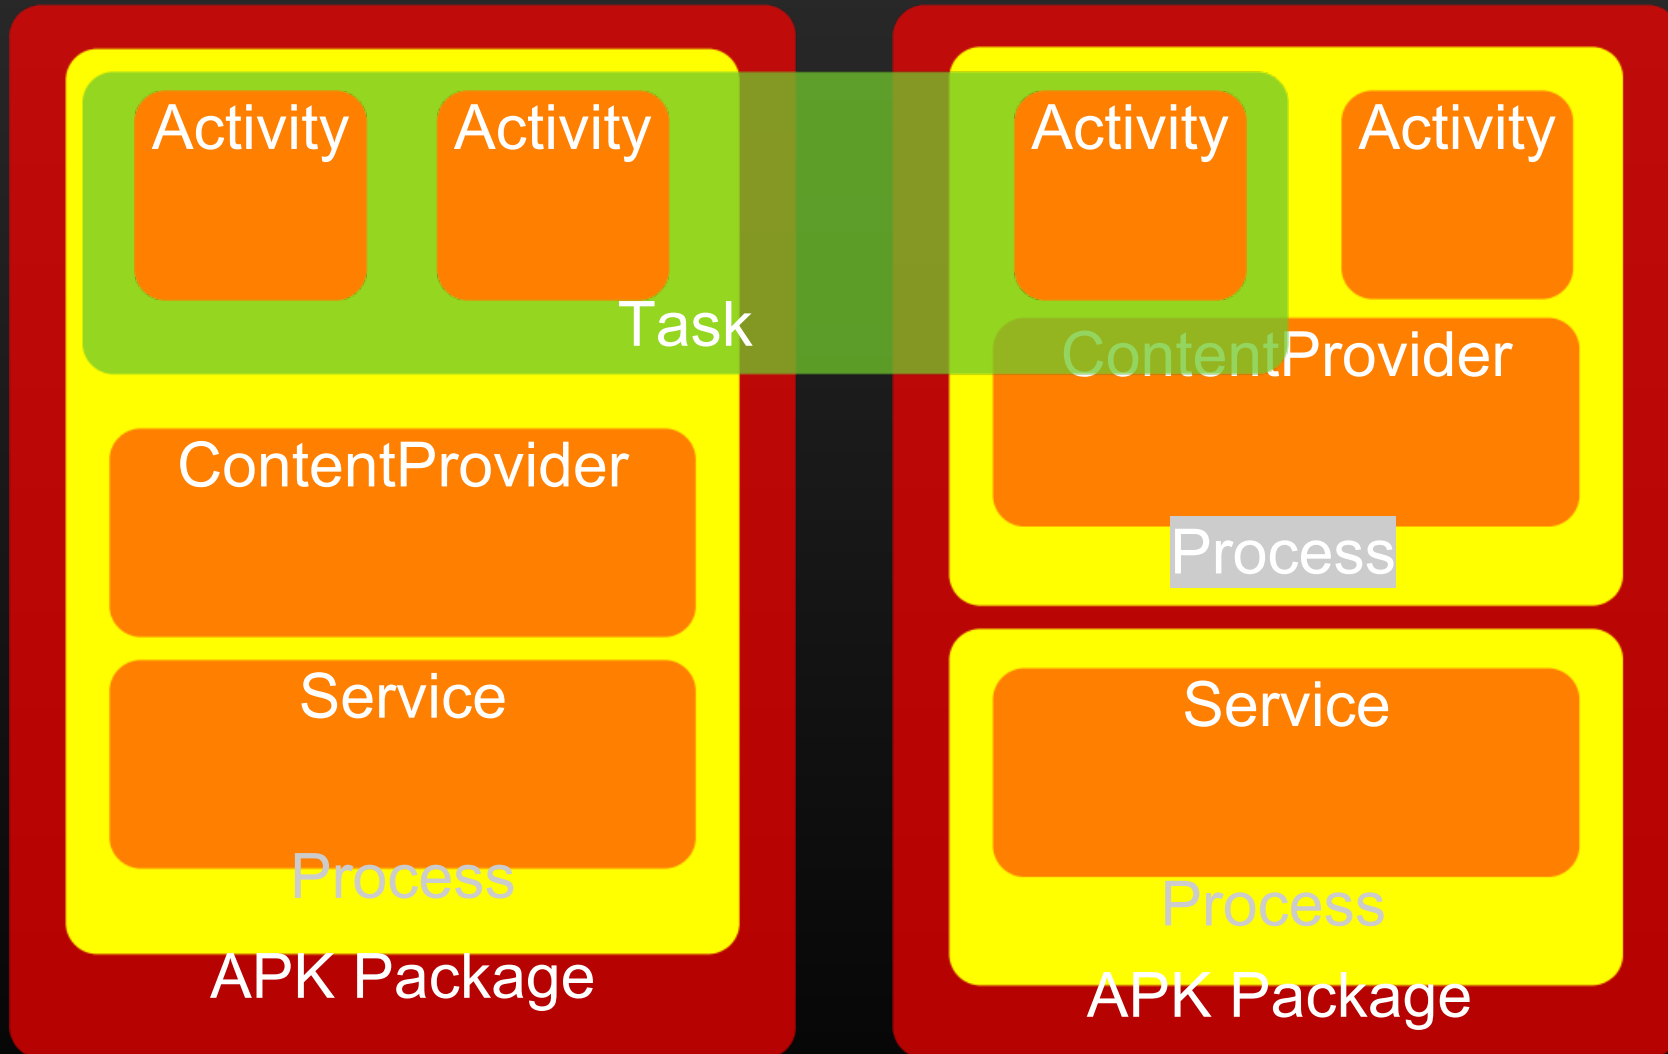 Activity
Activity
Task
ContentProvider
Service
Process
APK Package
Activity
Activity
ContentProvider
Process
Service
Process
APK Package